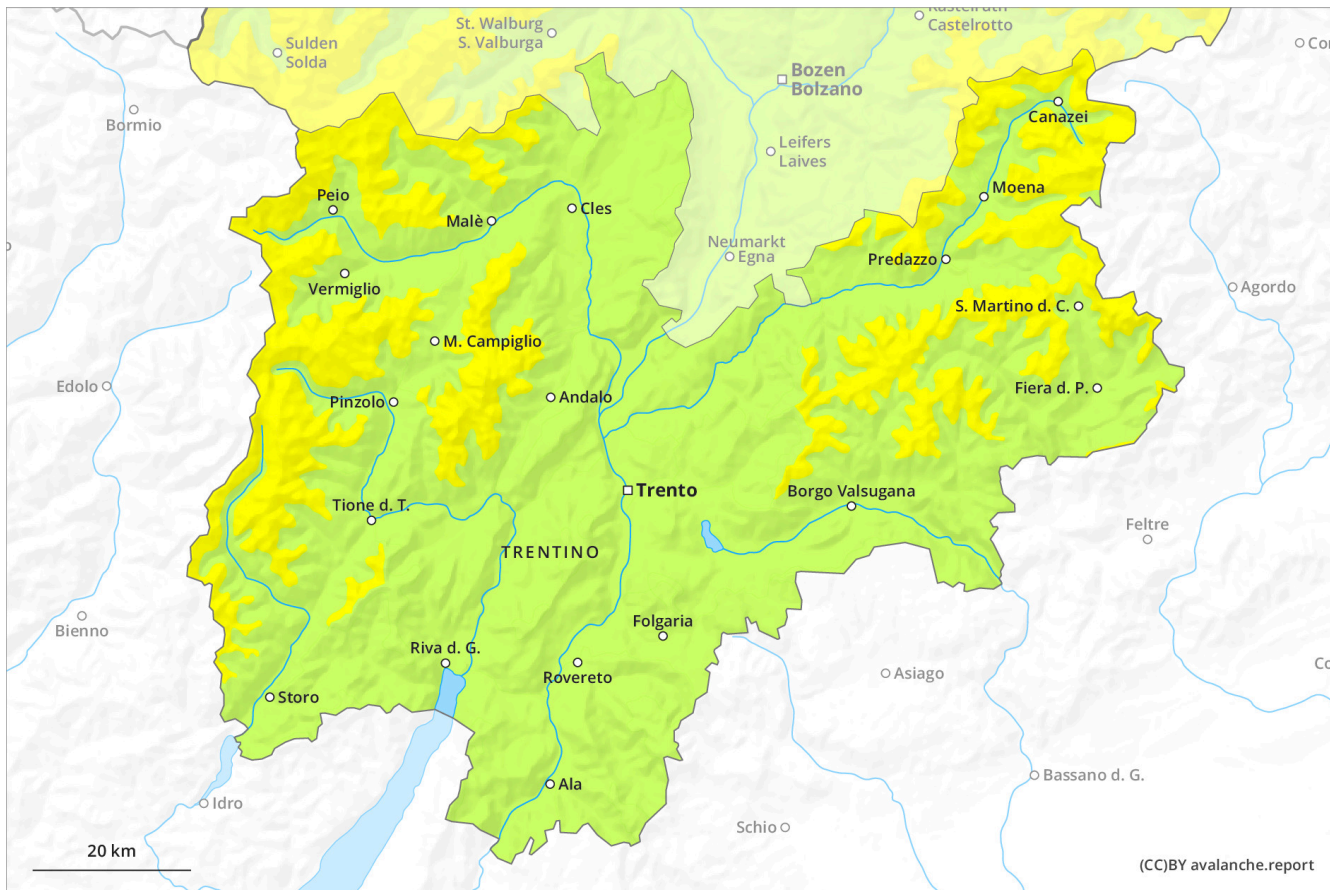 Kastelruth
Castelrotto
St. Walburg
S. Valburga
Sulden
Solda
Bozen
Bolzano
Bormio
Canazei
Leifers
Laives
Peio
Moena
Malè
Cles
Neumarkt
Egna
Predazzo
Vermiglio
Agordo
S. Martino d. C.
M. Campiglio
Edolo
Fiera d. P.
Andalo
Pinzolo
Trento
Borgo Valsugana
Tione d. T.
Feltre
TRENTINO
Bienno
Folgaria
Riva d. G.
Asiago
Rovereto
Storo
Bassano d. G.
Ala
Idro
Schio
20 km
(CC)BY avalanche.report